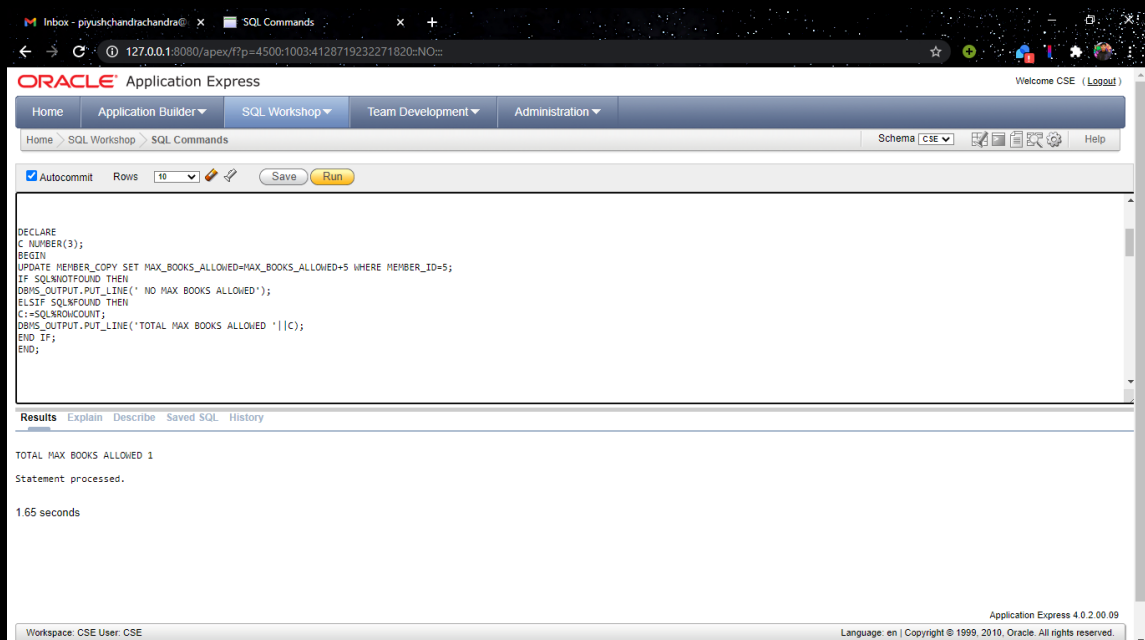 Inbox - piyushchandrachandra@
SQL Commands
127.0.0.1:8080/apex/f?p=4500:1003:4128719232271820::NO:::
ORACLE Application Express
Welcome CSE (Logout)
Home Application Builder SQL Workshop Team Development Administration
Home SQL Workshop SQL Commands
Schema CSE Help
Autocommit Rows 10 Save Run
DECLARE
C NUMBER(3);
BEGIN
UPDATE MEMBER_COPY SET MAX_BOOKS_ALLOWED=MAX_BOOKS_ALLOWED+5 WHERE MEMBER_ID=5;
IF SQL%NOTFOUND THEN
DBMS_OUTPUT.PUT_LINE(' NO MAX BOOKS ALLOWED');
ELSIF SQL%FOUND THEN
C:=SQL%ROWCOUNT;
DBMS_OUTPUT.PUT_LINE('TOTAL MAX BOOKS ALLOWED '||C);
END IF;
END;
Results Explain Describe Saved SQL History
TOTAL MAX BOOKS ALLOWED 1
Statement processed.
1.65 seconds
Application Express 4.0.2.00.09
Workspace: CSE User: CSE
Language: en | Copyright © 1999, 2010, Oracle. All rights reserved.